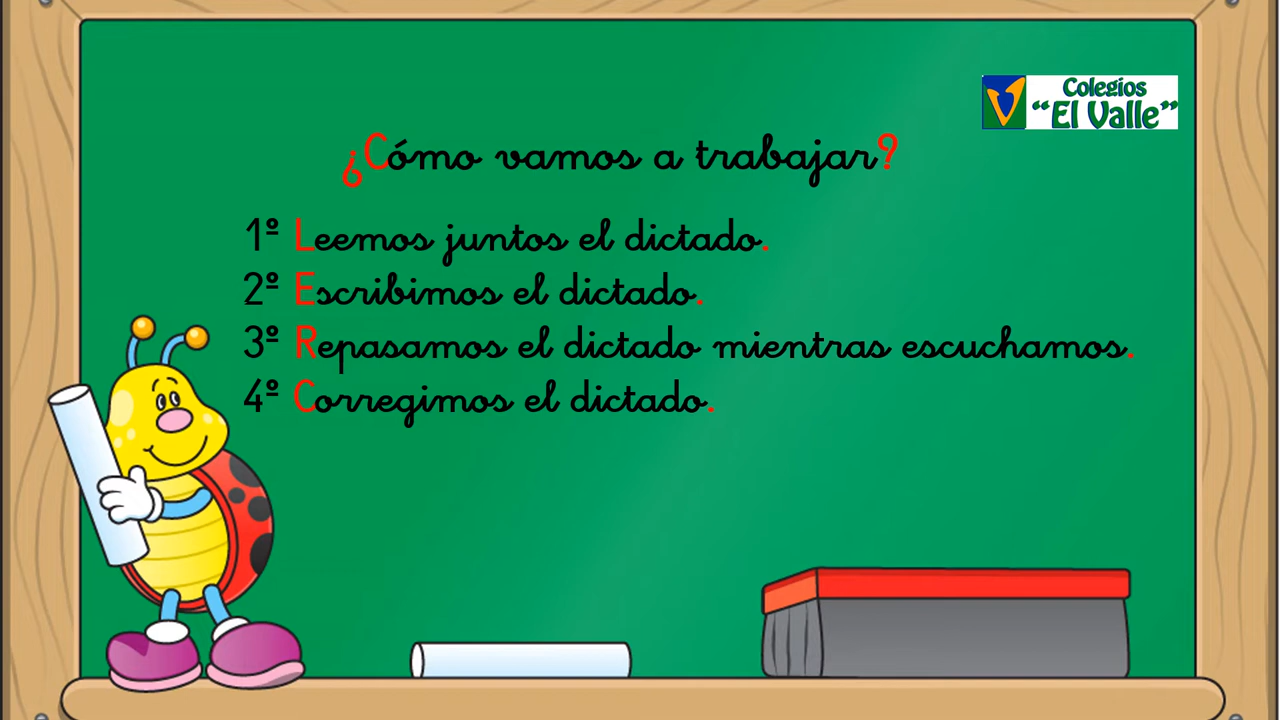 Colegios
"El Valle"
¿Cómo vamos a trabajar?
1º Leemos juntos el dictado.
2º Escribimos el dictado.
3º Repasamos el dictado mientras escuchamos.
4º Corregimos el dictado.